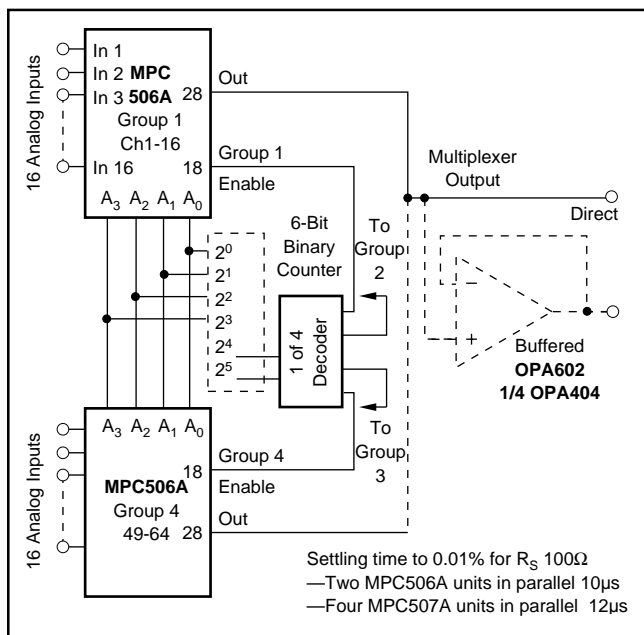 16 Analog Inputs
In 1
In 2 MPC
In 3 506A
28
Group 1
Ch1-16
In 16
18
A3 A2 A1 A0
Out
Group 1
Enable
Multiplexer
Output
Direct
6-Bit
Binary
Counter
To
Group
2
2⁰
2¹
2²
2³
2⁴
2⁵
1 of 4
Decoder
−
+
Buffered
OPA602
1/4 OPA404
To
Group
3
16 Analog Inputs
A3 A2 A1 A0
18
MPC506A
Group 4
49-64
28
Group 4
Enable
Out
Settling time to 0.01% for RS 100Ω
—Two MPC506A units in parallel 10µs
—Four MPC507A units in parallel 12µs